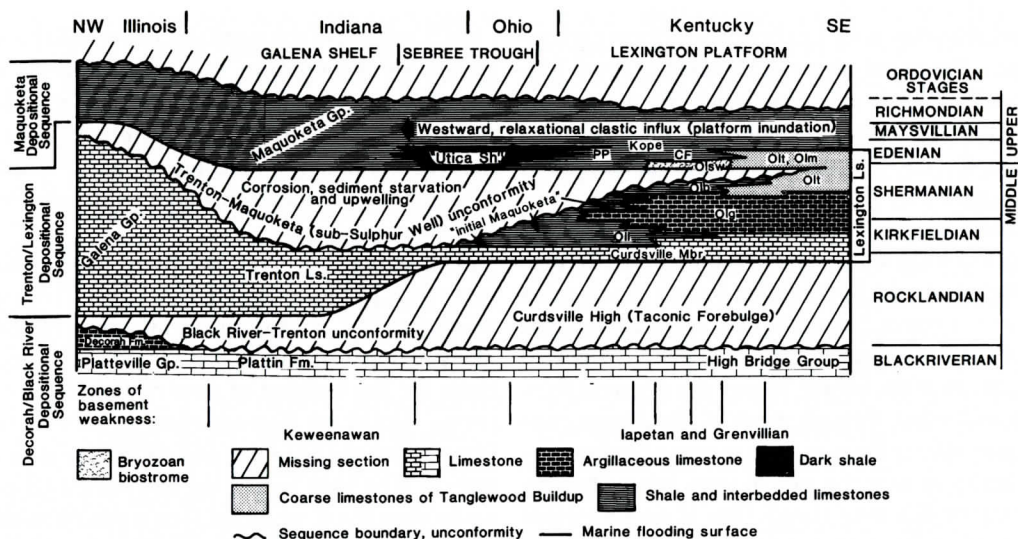 NW Illinois Indiana Ohio Kentucky SE
GALENA SHELF SEBREE TROUGH LEXINGTON PLATFORM
ORDOVICIAN
STAGES
Maquoketa
Depositional
Sequence
Trenton/Lexington
Depositional
Sequence
Decorah/Black River
Depositional
Sequence
Maquoketa Gp.
Westward, relaxational clastic influx (platform inundation)
"Utica Sh"
PP
Kope
CF
Olsw
Olt, Olm
Olt
Corrosion, sediment starvation
and upwelling
Trenton-Maquoketa (sub-Sulphur Well) unconformity
"initial Maquoketa"
Olb
Olg
Oll
Curdsville Mbr.
Galena Gp.
Trenton Ls.
Black River-Trenton unconformity
Curdsville High (Taconic Forebulge)
Decorah Fm.
Platteville Gp.
Plattin Fm.
High Bridge Group
Lexington Ls.
RICHMONDIAN
MAYSVILLIAN
EDENIAN
SHERMANIAN
KIRKFIELDIAN
ROCKLANDIAN
BLACKRIVERIAN
UPPER
MIDDLE
Zones of
basement
weakness:
Keweenawan
Iapetan and Grenvillian
Bryozoan
biostrome
Missing section
Limestone
Argillaceous limestone
Dark shale
Coarse limestones of Tanglewood Buildup
Shale and interbedded limestones
Sequence boundary, unconformity
Marine flooding surface